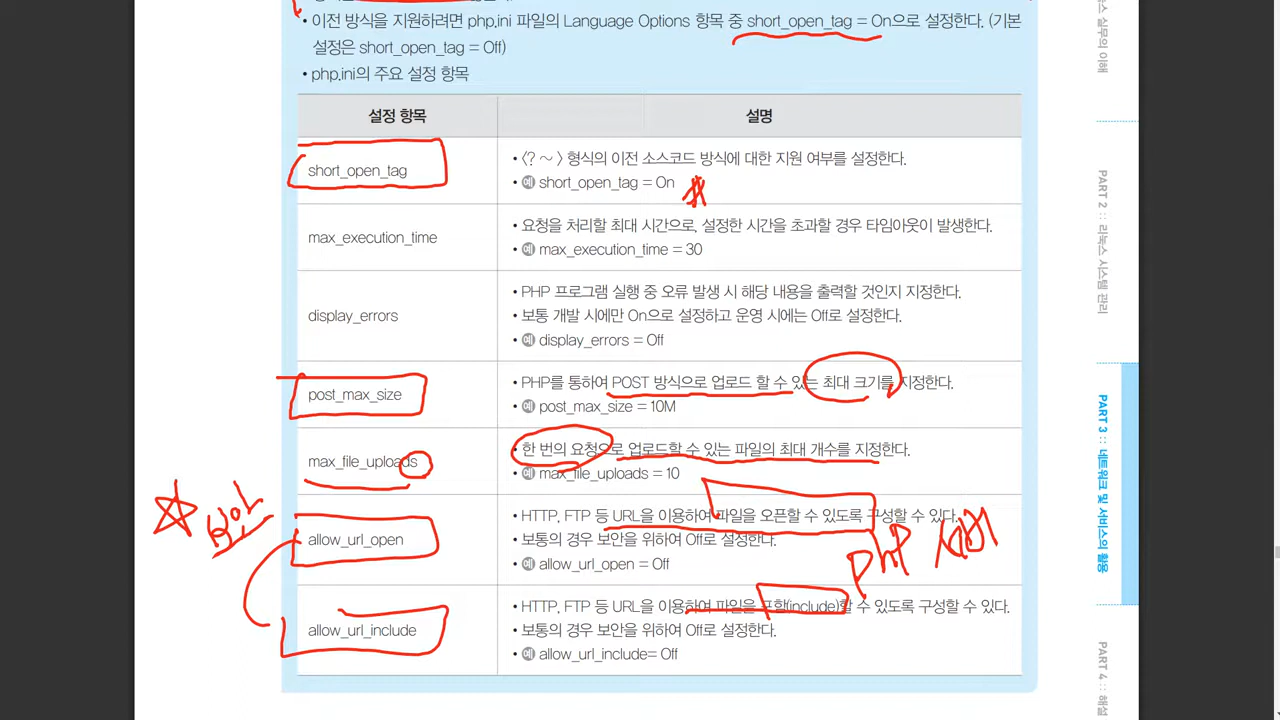 • 이전 방식을 지원하려면 php.ini 파일의 Language Options 항목 중 short_open_tag = On으로 설정한다. (기본
설정은 short_open_tag = Off)
• php.ini의 주요 설정 항목
설정 항목
설명
short_open_tag
• 〈? ~ 〉 형식의 이전 소스코드 방식에 대한 지원 여부를 설정한다.
• 예 short_open_tag = On
max_execution_time
• 요청을 처리할 최대 시간으로, 설정한 시간을 초과할 경우 타임아웃이 발생한다.
• 예 max_execution_time = 30
display_errors
• PHP 프로그램 실행 중 오류 발생 시 해당 내용을 출력할 것인지 지정한다.
• 보통 개발 시에만 On으로 설정하고 운영 시에는 Off로 설정한다.
• 예 display_errors = Off
post_max_size
• PHP를 통하여 POST 방식으로 업로드 할 수 있는 최대 크기를 지정한다.
• 예 post_max_size = 10M
max_file_uploads
• 한 번의 요청으로 업로드할 수 있는 파일의 최대 개수를 지정한다.
• 예 max_file_uploads = 10
보안
allow_url_open
• HTTP, FTP 등 URL을 이용하여 파일을 오픈할 수 있도록 구성할 수 있다.
• 보통의 경우 보안을 위하여 Off로 설정한다.
• 예 allow_url_open = Off
PhP 서버
allow_url_include
• HTTP, FTP 등 URL을 이용하여 파일을 포함(include)할 수 있도록 구성할 수 있다.
• 보통의 경우 보안을 위하여 Off로 설정한다.
• 예 allow_url_include= Off
스 실무의 이해
PART 2 :: 리눅스 시스템 관리
PART 3 :: 네트워크 및 서비스의 활용
PART 4 :: 해설